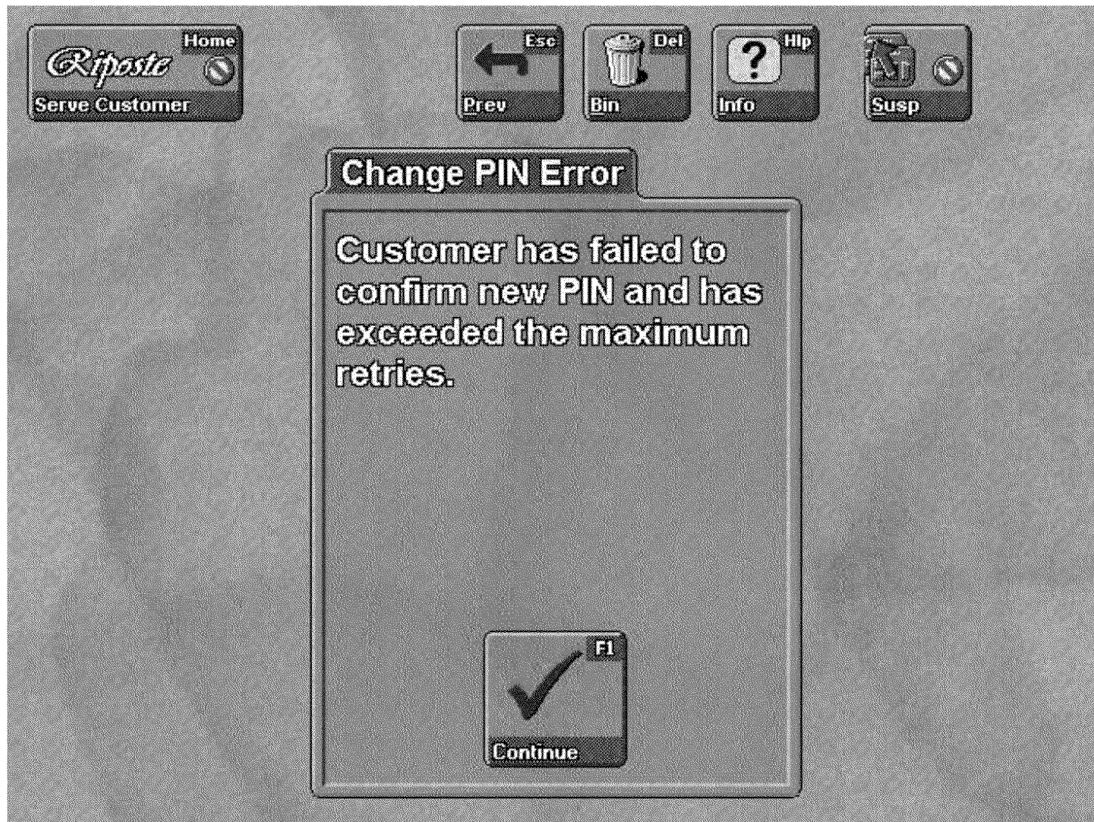 Riposte
Home
Serve Customer
Esc
Prev
Del
Bin
?
Hlp
Info
Susp
Change PIN Error
Customer has failed to
confirm new PIN and has
exceeded the maximum
retries.
F1
Continue